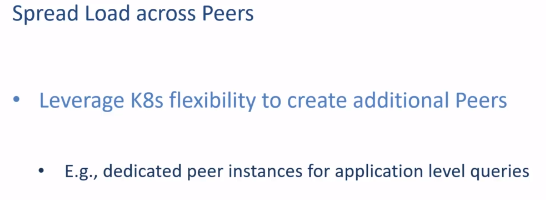 Spread Load across Peers
• Leverage K8s flexibility to create additional Peers
• E.g., dedicated peer instances for application level queries